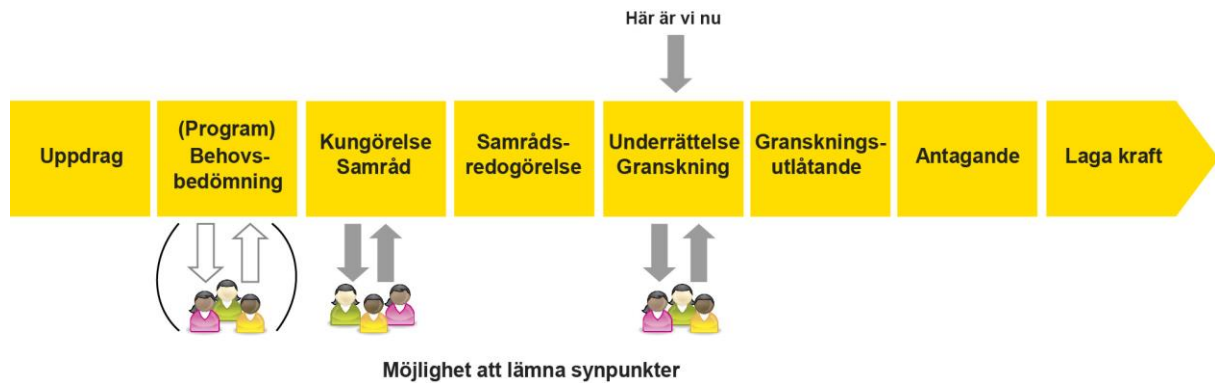 Här är vi nu
Uppdrag
(Program)
Behovs-
bedömning
Kungörelse
Samråd
Samråds-
redogörelse
Underrättelse
Granskning
Gransknings-
utlåtande
Antagande
Laga kraft
Möjlighet att lämna synpunkter